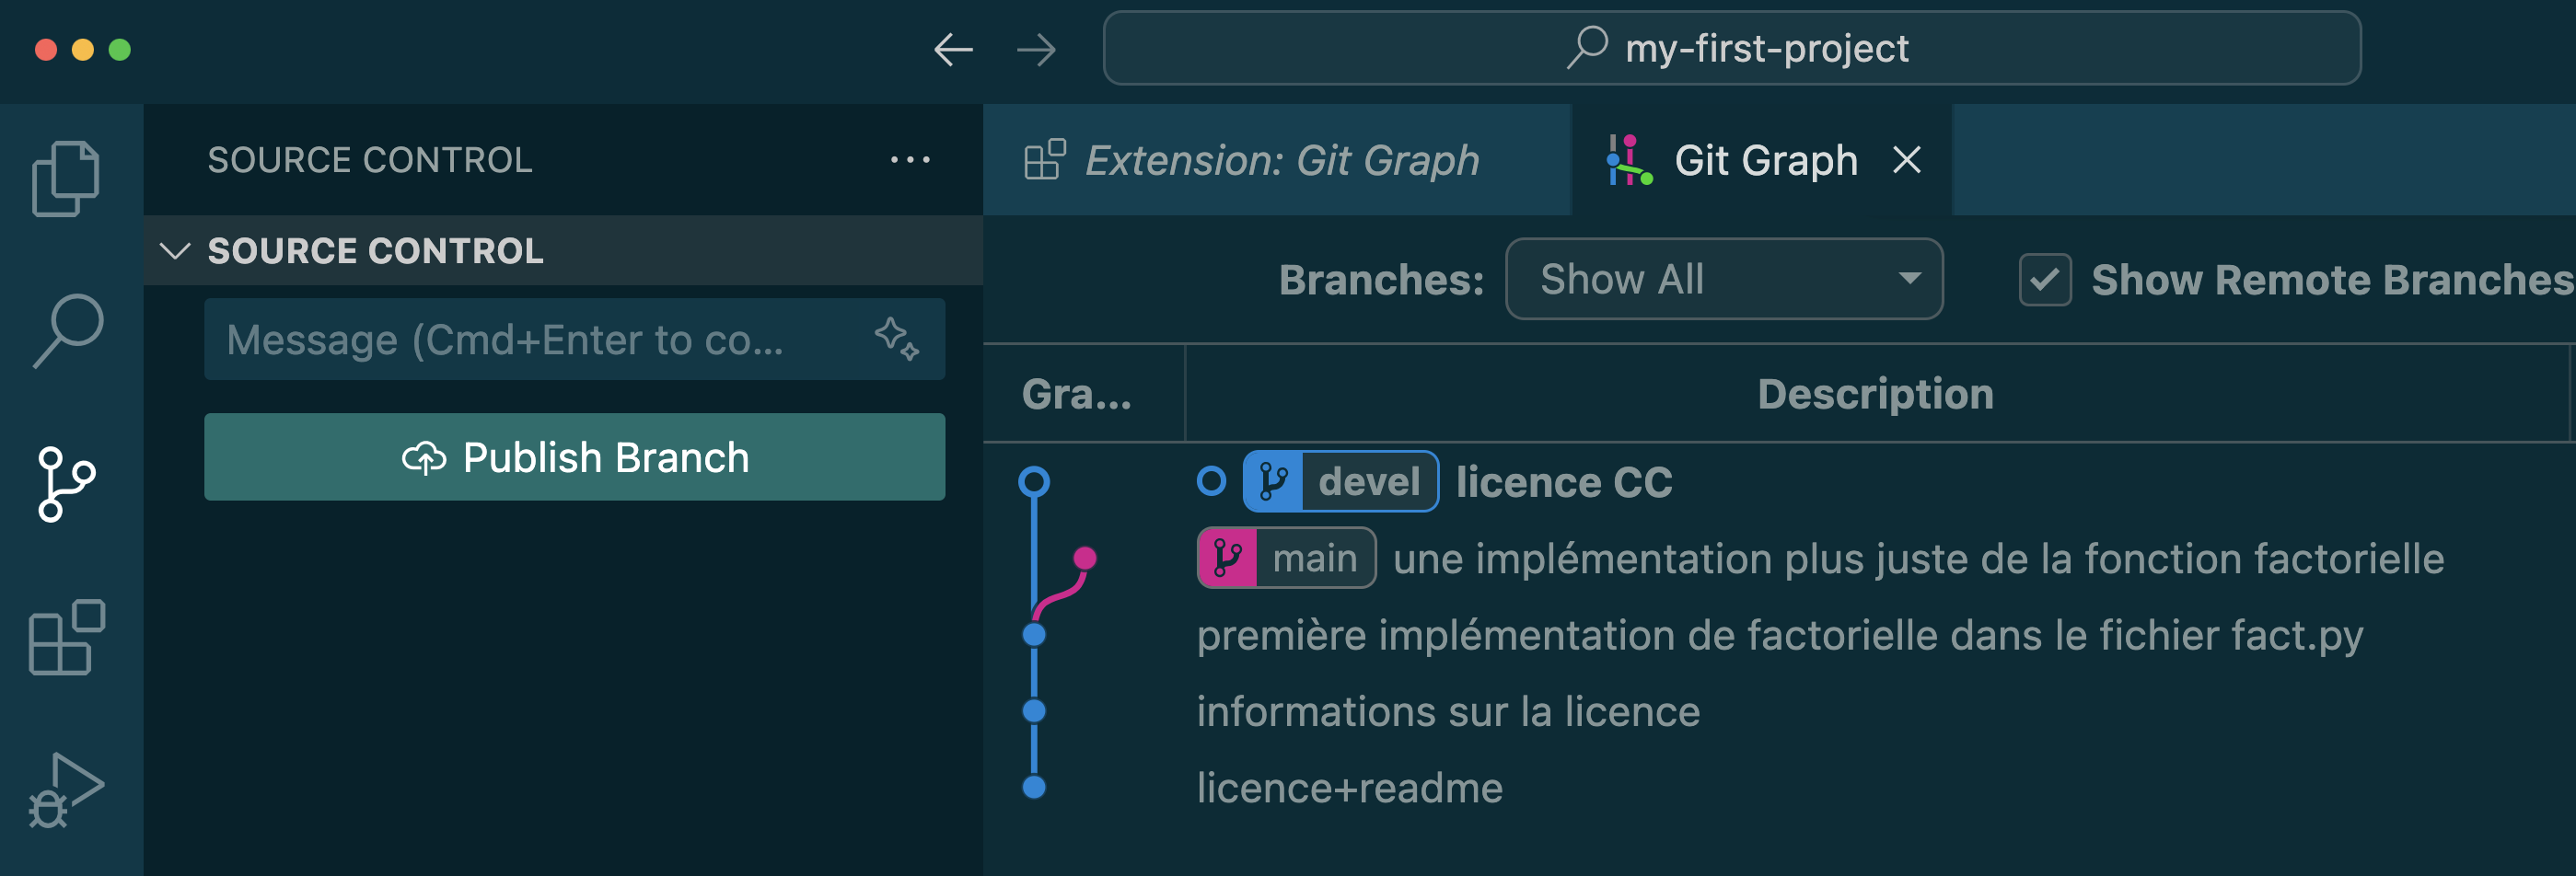 my-first-project
SOURCE CONTROL
SOURCE CONTROL
Message (Cmd+Enter to co...
Publish Branch
Extension: Git Graph
Git Graph
Branches: Show All Show Remote Branches
Gra... Description
devel licence CC
main une implémentation plus juste de la fonction factorielle
première implémentation de factorielle dans le fichier fact.py
informations sur la licence
licence+readme